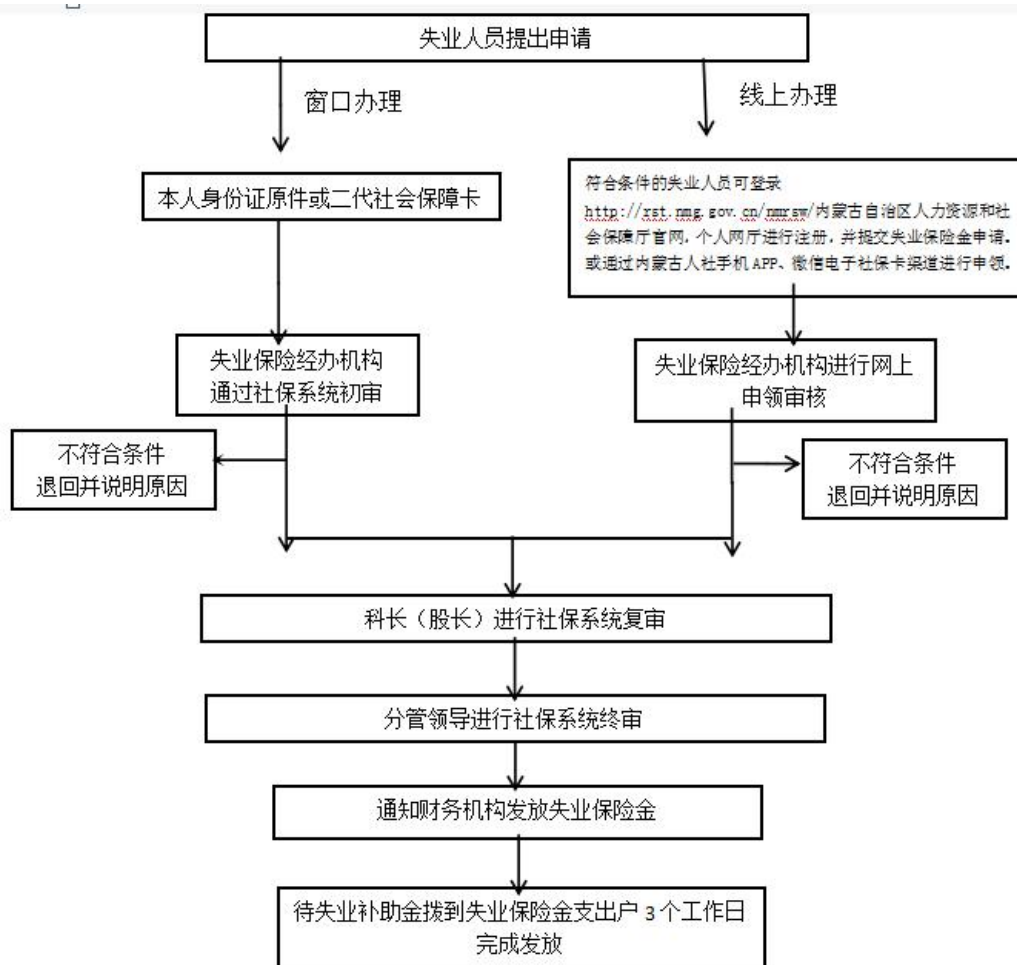 失业人员提出申请
窗口办理
线上办理
本人身份证原件或二代社会保障卡
符合条件的失业人员可登录
http://rst.nmg.gov.cn/nmrsw/内蒙古自治区人力资源和社
会保障厅官网，个人网厅进行注册，并提交失业保险金申请。
或通过内蒙古人社手机APP、微信电子社保卡渠道进行申领。
失业保险经办机构
通过社保系统初审
失业保险经办机构进行网上
申领审核
不符合条件
退回并说明原因
不符合条件
退回并说明原因
科长（股长）进行社保系统复审
分管领导进行社保系统终审
通知财务机构发放失业保险金
待失业补助金拨到失业保险金支出户 3 个工作日
完成发放